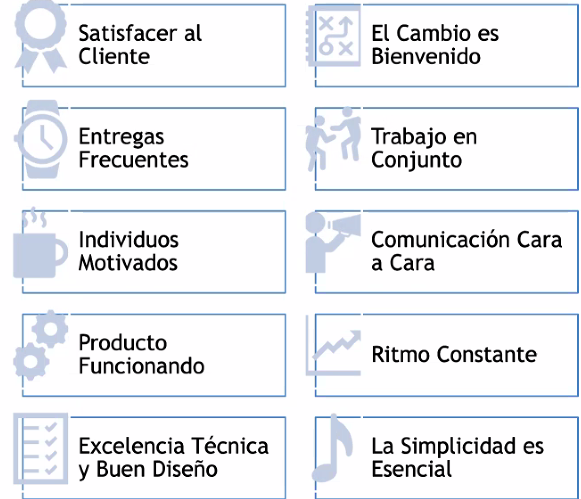 Satisfacer al
Cliente
El Cambio es
Bienvenido
Entregas
Frecuentes
Trabajo en
Conjunto
Individuos
Motivados
Comunicación Cara
a Cara
Producto
Funcionando
Ritmo Constante
Excelencia Técnica
y Buen Diseño
La Simplicidad es
Esencial